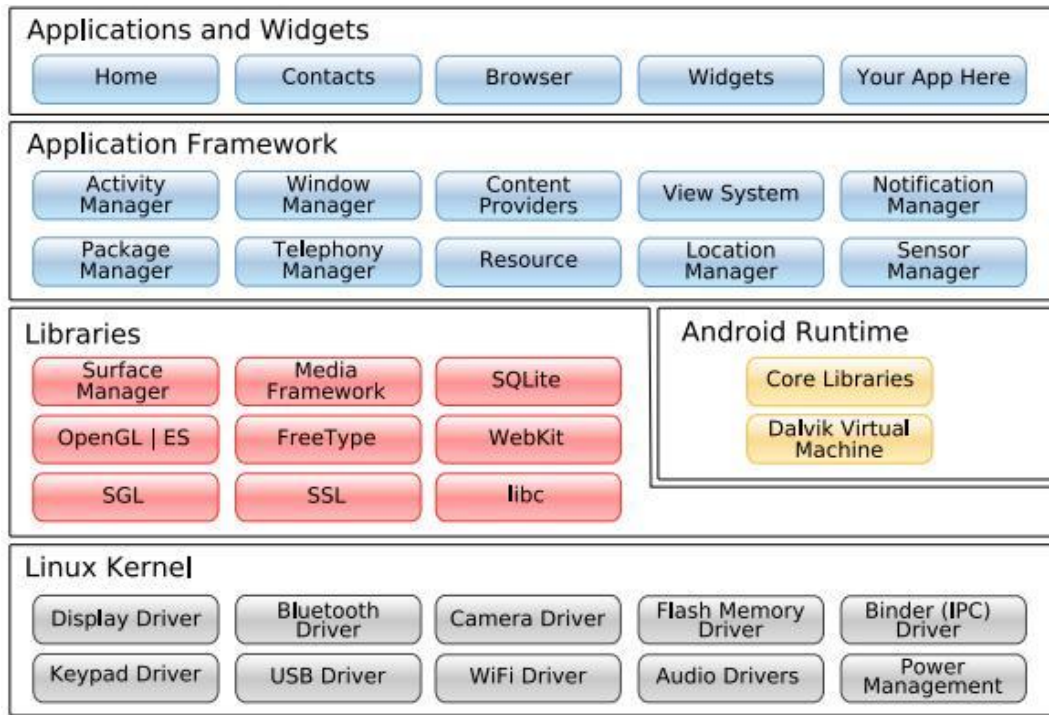 Applications and Widgets
Home
Contacts
Browser
Widgets
Your App Here
Application Framework
Activity
Manager
Window
Manager
Content
Providers
View System
Notification
Manager
Package
Manager
Telephony
Manager
Resource
Location
Manager
Sensor
Manager
Libraries
Surface
Manager
Media
Framework
SQLite
OpenGL | ES
FreeType
WebKit
SGL
SSL
libc
Android Runtime
Core Libraries
Dalvik Virtual
Machine
Linux Kernel
Display Driver
Bluetooth
Driver
Camera Driver
Flash Memory
Driver
Binder (IPC)
Driver
Keypad Driver
USB Driver
WiFi Driver
Audio Drivers
Power
Management